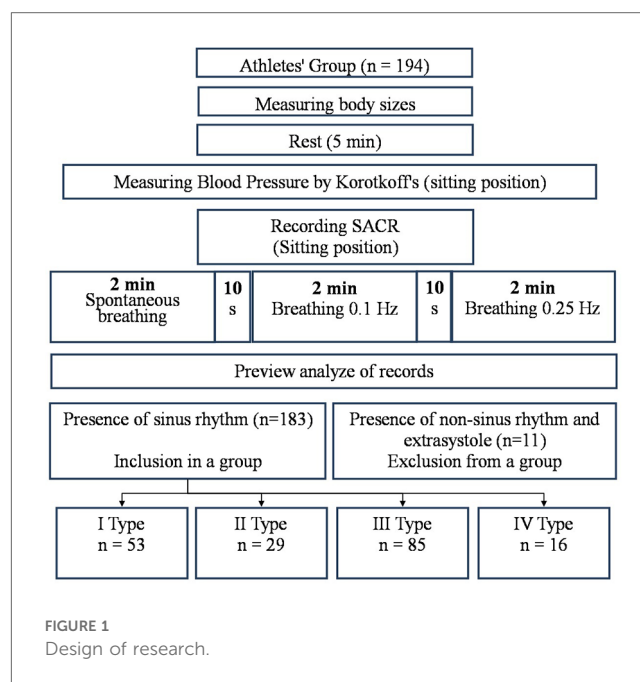 Athletes' Group (n = 194)
Measuring body sizes
Rest (5 min)
Measuring Blood Pressure by Korotkoff's (sitting position)
Recording SACR
(Sitting position)
2 min
Spontaneous
breathing
10
s
2 min
Breathing 0.1 Hz
10
s
2 min
Breathing 0.25 Hz
Preview analyze of records
Presence of sinus rhythm (n=183)
Inclusion in a group
Presence of non-sinus rhythm and
extrasystole (n=11)
Exclusion from a group
I Type
n = 53
II Type
n = 29
III Type
n = 85
IV Type
n = 16
FIGURE 1
Design of research.